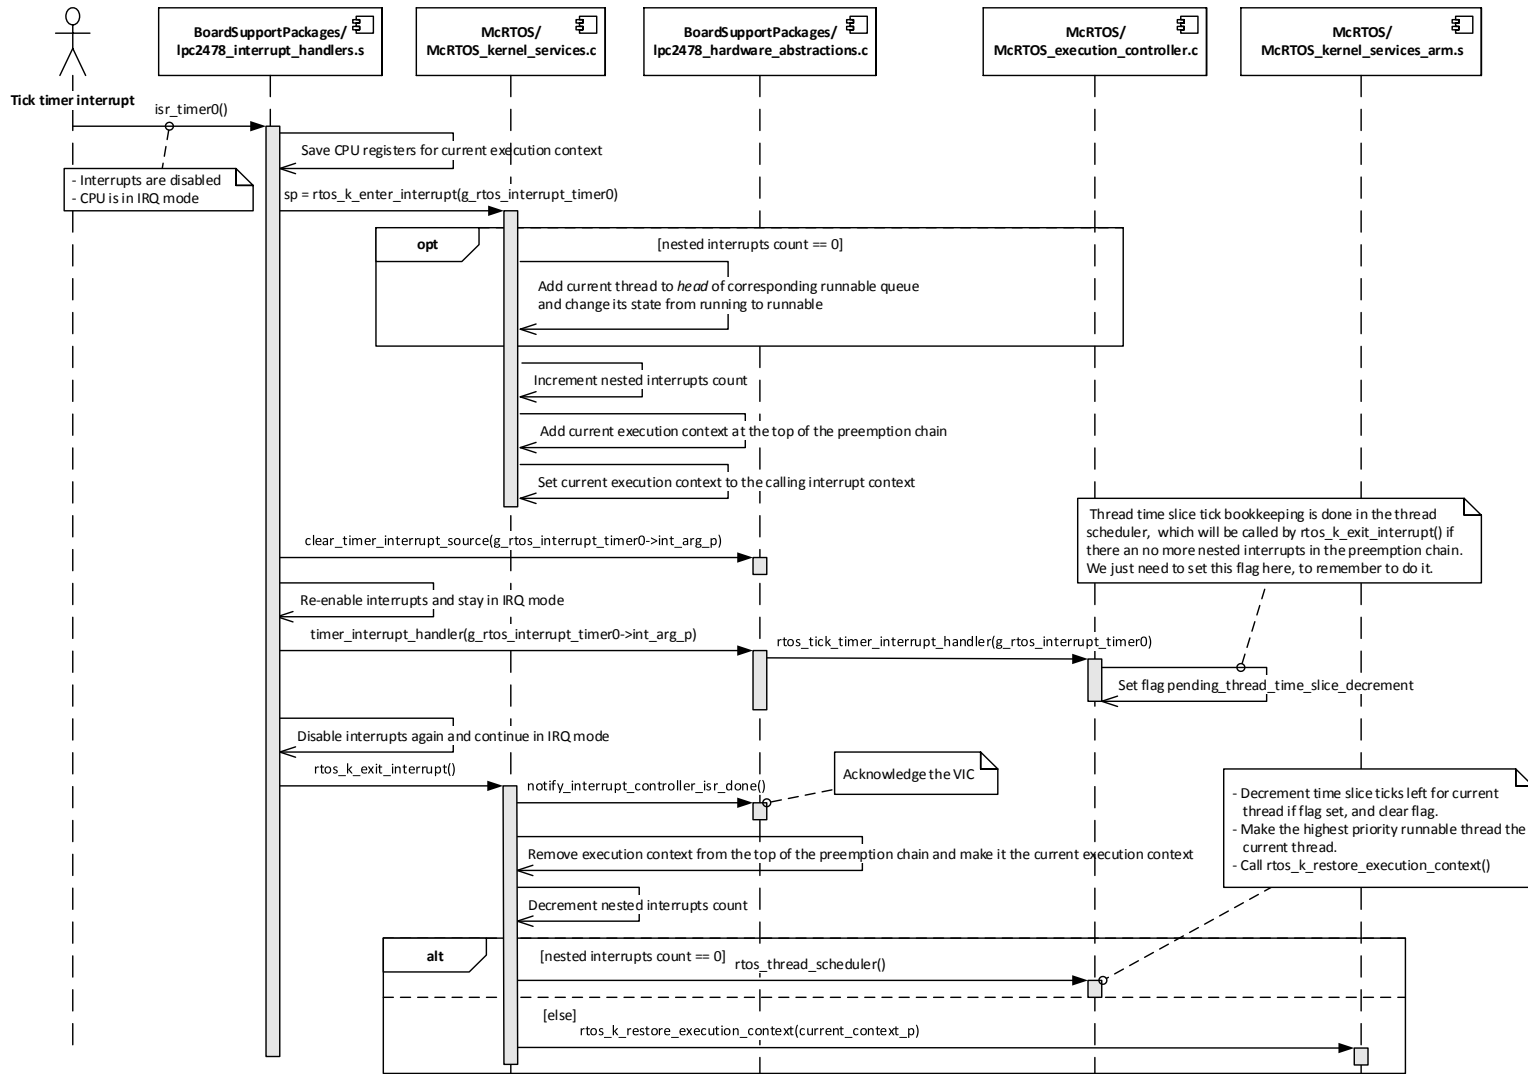 BoardSupportPackages/
lpc2478_interrupt_handlers.s
McRTOS/
McRTOS_kernel_services.c
BoardSupportPackages/
lpc2478_hardware_abstractions.c
McRTOS/
McRTOS_execution_controller.c
McRTOS/
McRTOS_kernel_services_arm.s
Tick timer interrupt
isr_timer0()
Save CPU registers for current execution context
- Interrupts are disabled
- CPU is in IRQ mode
sp = rtos_k_enter_interrupt(g_rtos_interrupt_timer0)
opt
[nested interrupts count == 0]
Add current thread to head of corresponding runnable queue
and change its state from running to runnable
Increment nested interrupts count
Add current execution context at the top of the preemption chain
Set current execution context to the calling interrupt context
Thread time slice tick bookkeeping is done in the thread
scheduler, which will be called by rtos_k_exit_interrupt() if
there an no more nested interrupts in the preemption chain.
We just need to set this flag here, to remember to do it.
clear_timer_interrupt_source(g_rtos_interrupt_timer0->int_arg_p)
Re-enable interrupts and stay in IRQ mode
timer_interrupt_handler(g_rtos_interrupt_timer0->int_arg_p)
rtos_tick_timer_interrupt_handler(g_rtos_interrupt_timer0)
Set flag pending_thread_time_slice_decrement
Disable interrupts again and continue in IRQ mode
rtos_k_exit_interrupt()
notify_interrupt_controller_isr_done()
Acknowledge the VIC
- Decrement time slice ticks left for current
thread if flag set, and clear flag.
- Make the highest priority runnable thread the
current thread.
- Call rtos_k_restore_execution_context()
Remove execution context from the top of the preemption chain and make it the current execution context
Decrement nested interrupts count
alt
[nested interrupts count == 0]
rtos_thread_scheduler()
[else]
rtos_k_restore_execution_context(current_context_p)